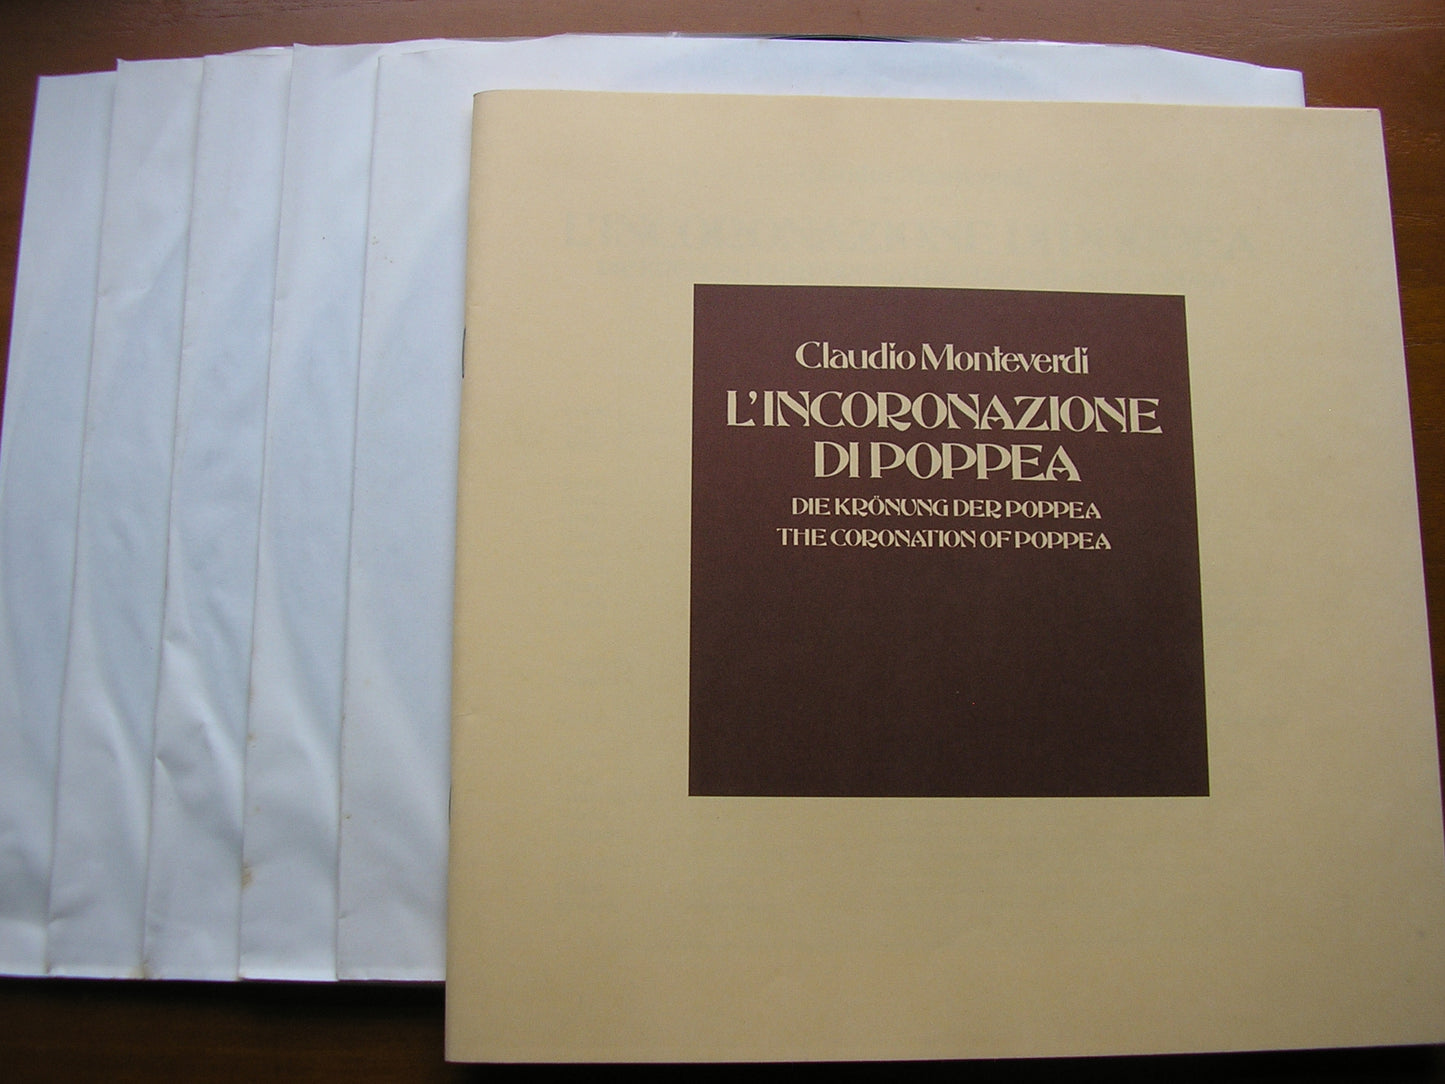 Claudio Monteverdi
L'INCORONAZIONE
DI POPPEA
DIE KRÖNUNG DER POPPEA
THE CORONATION OF POPPEA